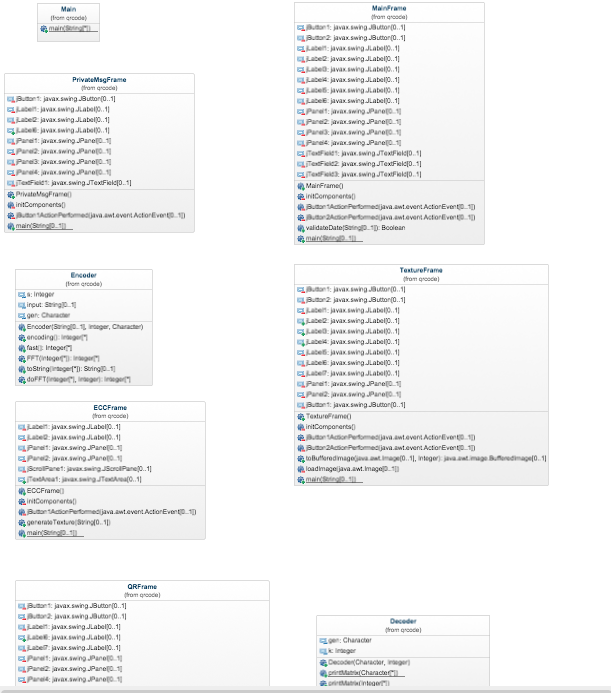 Main
(from qrcode)
main(String[*])
PrivateMsgFrame
(from qrcode)
jButton1: javax.swing.JButton[0..1]
jLabel1: javax.swing.JLabel[0..1]
jLabel2: javax.swing.JLabel[0..1]
jLabel6: javax.swing.JLabel[0..1]
jPanel1: javax.swing.JPanel[0..1]
jPanel2: javax.swing.JPanel[0..1]
jPanel3: javax.swing.JPanel[0..1]
jPanel4: javax.swing.JPanel[0..1]
jTextField1: javax.swing.JTextField[0..1]
PrivateMsgFrame()
initComponents()
jButton1ActionPerformed(java.awt.event.ActionEvent[0..1])
main(String[0..1])
MainFrame
(from qrcode)
jButton1: javax.swing.JButton[0..1]
jButton2: javax.swing.JButton[0..1]
jLabel1: javax.swing.JLabel[0..1]
jLabel2: javax.swing.JLabel[0..1]
jLabel3: javax.swing.JLabel[0..1]
jLabel4: javax.swing.JLabel[0..1]
jLabel5: javax.swing.JLabel[0..1]
jLabel6: javax.swing.JLabel[0..1]
jPanel1: javax.swing.JPanel[0..1]
jPanel2: javax.swing.JPanel[0..1]
jPanel3: javax.swing.JPanel[0..1]
jPanel4: javax.swing.JPanel[0..1]
jTextField1: javax.swing.JTextField[0..1]
jTextField2: javax.swing.JTextField[0..1]
jTextField3: javax.swing.JTextField[0..1]
MainFrame()
initComponents()
jButton1ActionPerformed(java.awt.event.ActionEvent[0..1])
jButton2ActionPerformed(java.awt.event.ActionEvent[0..1])
validateDate(String[0..1]): Boolean
main(String[0..1])
Encoder
(from qrcode)
s: Integer
input: String[0..1]
gen: Character
Encoder(String[0..1], Integer, Character)
encoding(): Integer[*]
fast(): Integer[*]
FFT(Integer[*]): Integer[*]
toString(Integer[*]): String[0..1]
doFFT(Integer[*], Integer): Integer[*]
TextureFrame
(from qrcode)
jButton1: javax.swing.JButton[0..1]
jButton2: javax.swing.JButton[0..1]
jLabel1: javax.swing.JLabel[0..1]
jLabel2: javax.swing.JLabel[0..1]
jLabel3: javax.swing.JLabel[0..1]
jLabel4: javax.swing.JLabel[0..1]
jLabel5: javax.swing.JLabel[0..1]
jLabel6: javax.swing.JLabel[0..1]
jLabel7: javax.swing.JLabel[0..1]
jPanel1: javax.swing.JPanel[0..1]
jPanel2: javax.swing.JPanel[0..1]
jButton1: javax.swing.JButton[0..1]
TextureFrame()
initComponents()
jButton1ActionPerformed(java.awt.event.ActionEvent[0..1])
jButton2ActionPerformed(java.awt.event.ActionEvent[0..1])
toBufferedImage(java.awt.Image[0..1], Integer): java.awt.image.BufferedImage[0..1]
loadImage(java.awt.Image[0..1])
main(String[0..1])
ECCFrame
(from qrcode)
jLabel1: javax.swing.JLabel[0..1]
jLabel2: javax.swing.JLabel[0..1]
jPanel1: javax.swing.JPanel[0..1]
jPanel2: javax.swing.JPanel[0..1]
jScrollPane1: javax.swing.JScrollPane[0..1]
jTextArea1: javax.swing.JTextArea[0..1]
ECCFrame()
initComponents()
jButton1ActionPerformed(java.awt.event.ActionEvent[0..1])
generateTexture(String[0..1])
main(String[0..1])
QRFrame
(from qrcode)
jButton1: javax.swing.JButton[0..1]
jButton2: javax.swing.JButton[0..1]
jLabel1: javax.swing.JLabel[0..1]
jLabel6: javax.swing.JLabel[0..1]
jLabel7: javax.swing.JLabel[0..1]
jPanel1: javax.swing.JPanel[0..1]
jPanel2: javax.swing.JPanel[0..1]
jPanel4: javax.swing.JPanel[0..1]
Decoder
(from qrcode)
gen: Character
k: Integer
Decoder(Character, Integer)
printMatrix(Character[*])
printMatrix(Integer[*])